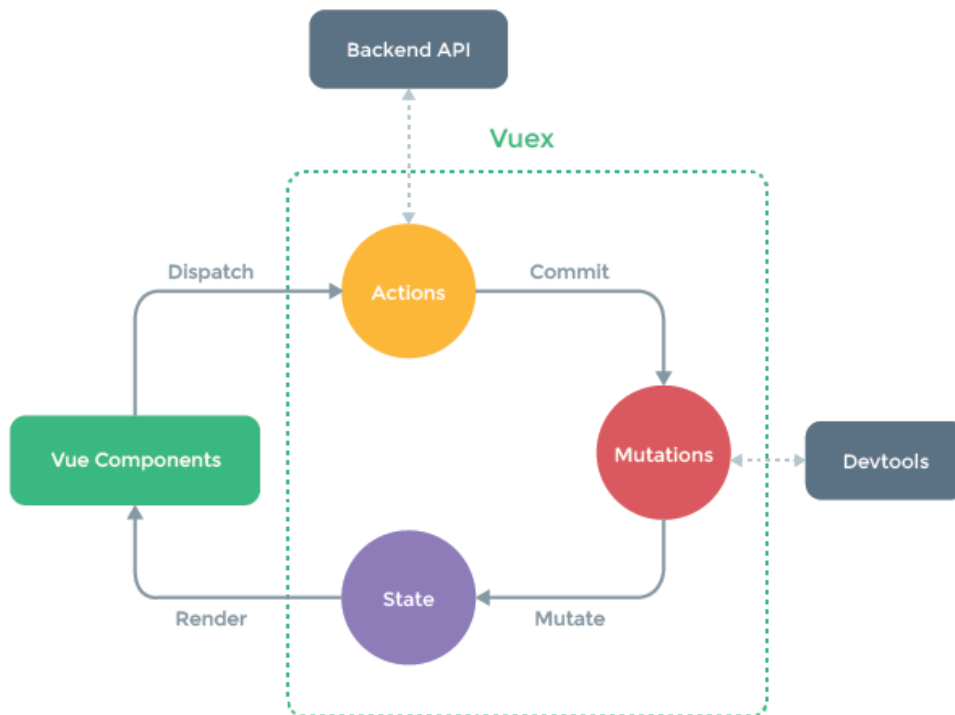 Backend API
Vuex
Dispatch
Commit
Actions
Mutations
Vue Components
Devtools
State
Render
Mutate